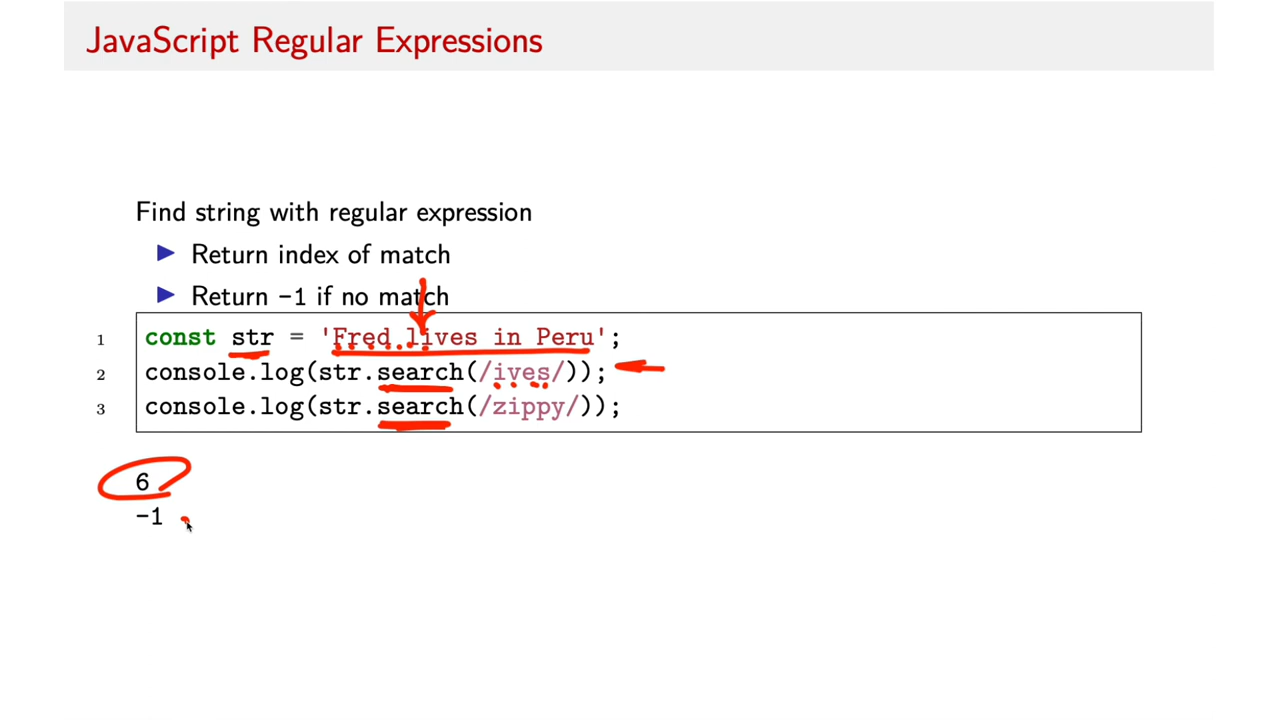 JavaScript Regular Expressions
Find string with regular expression
▶ Return index of match
▶ Return -1 if no match
1 const str = 'Fred lives in Peru';
2 console.log(str.search(/ives/));
3 console.log(str.search(/zippy/));
6
-1